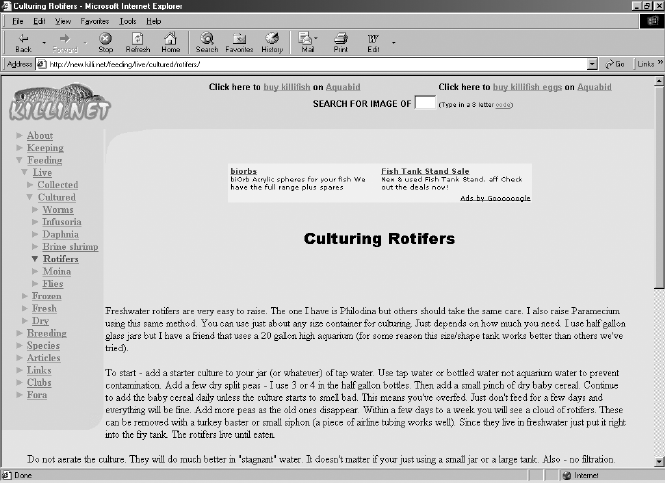 Culturing Rotifers - Microsoft Internet Explorer
File Edit View Favorites Tools Help
Back Forward Stop Refresh Home Search Favorites History Mail Print Edit
Address http://new.killi.net/feeding/live/cultured/rotifers/ Go Links »
KILLI.NET
Click here to buy killifish on Aquabid Click here to buy killifish eggs on Aquabid
SEARCH FOR IMAGE OF (Type in a 3 letter code)
About
Keeping
Feeding
Live
Collected
Cultured
Worms
Infusoria
Daphnia
Brine shrimp
Rotifers
Moina
Flies
Frozen
Fresh
Dry
Breeding
Species
Articles
Links
Clubs
Fura
biorbs
biOrb Acrylic spheres for your fish We
have the full range plus spares
Fish Tank Stand Sale
New & used Fish Tank Stand. aff Check
out the deals now!
Ads by Goooooogle
Culturing Rotifers
Freshwater rotifers are very easy to raise. The one I have is Philodina but others should take the same care. I also raise Paramecium
using this same method. You can use just about any size container for culturing. Just depends on how much you need. I use half gallon
glass jars but I have a friend that uses a 20 gallon high aquarium (for some reason this size/shape tank works better than others we've
tried).
To start - add a starter culture to your jar (or whatever) of tap water. Use tap water or bottled water not aquarium water to prevent
contamination. Add a few dry split peas - I use 3 or 4 in the half gallon bottles. Then add a small pinch of dry baby cereal. Continue
to add the baby cereal daily unless the culture starts to smell bad. This means you've overfed. Just don't feed for a few days and
everything will be fine. Add more peas as the old ones disappear. Within a few days to a week you will see a cloud of rotifers. These
can be removed with a turkey baster or small siphon (a piece of airline tubing works well). Since they live in freshwater just put it right
into the fry tank. The rotifers live until eaten.
Do not aerate the culture. They will do much better in "stagnant" water. It doesn't matter if your just using a small jar or a large tank. Also - no filtration.
Done Internet